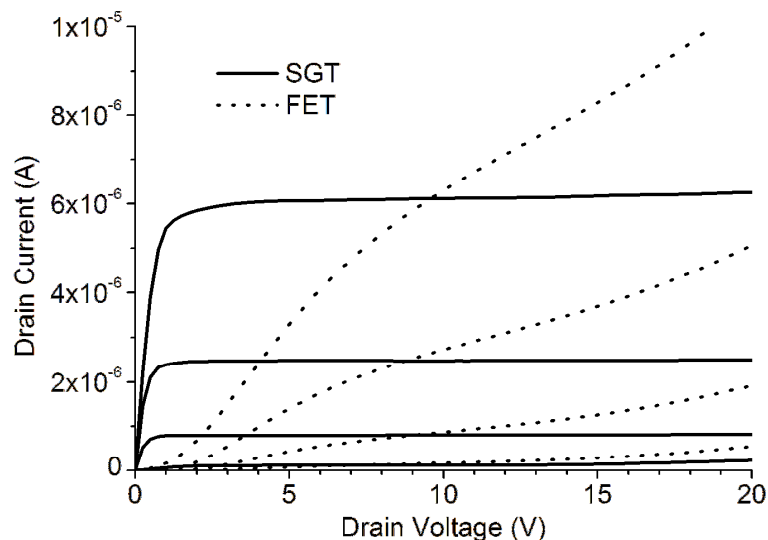 1x10⁻⁵
SGT
FET
8x10⁻⁶
6x10⁻⁶
4x10⁻⁶
2x10⁻⁶
0
Drain Current (A)
0 5 10 15 20
Drain Voltage (V)